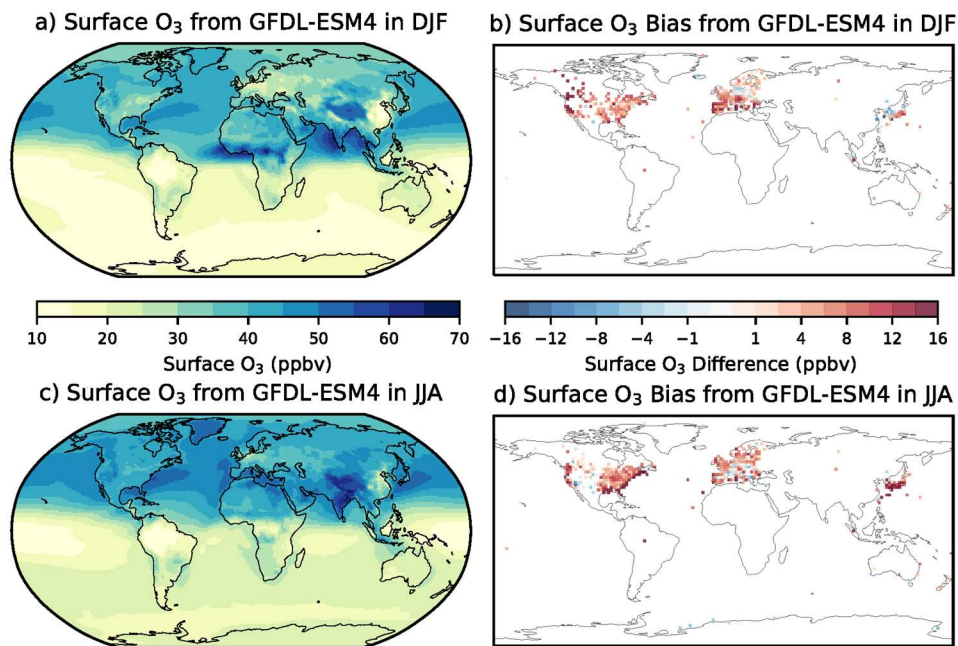 a) Surface O₃ from GFDL-ESM4 in DJF
b) Surface O₃ Bias from GFDL-ESM4 in DJF
10 20 30 40 50 60 70
Surface O₃ (ppbv)
−16 −12 −8 −4 −1 1 4 8 12 16
Surface O₃ Difference (ppbv)
c) Surface O₃ from GFDL-ESM4 in JJA
d) Surface O₃ Bias from GFDL-ESM4 in JJA